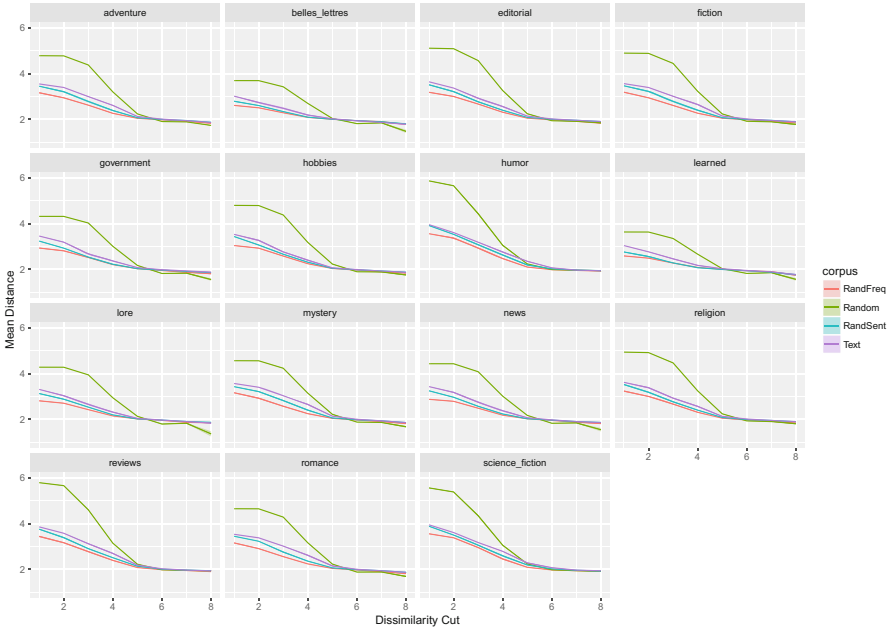 adventure belles_lettres editorial fiction
6
4
2
government hobbies humor learned
6
4
2
lore mystery news religion
6
4
2
2 4 6 8
reviews romance science_fiction
6
4
2
2 4 6 8 2 4 6 8 2 4 6 8
Mean Distance
Dissimilarity Cut
corpus
RandFreq
Random
RandSent
Text